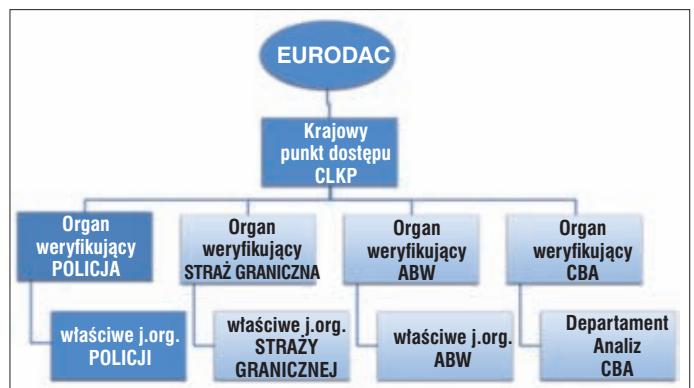 EURODAC
Krajowy
punkt dostępu
CLKP
Organ
weryfikujący
POLICJA
Organ
weryfikujący
STRAŻ GRANICZNA
Organ
weryfikujący
ABW
Organ
weryfikujący
CBA
właściwe j.org.
POLICJI
właściwe j.org.
STRAŻY
GRANICZNEJ
właściwe j.org.
ABW
Departament
Analiz
CBA